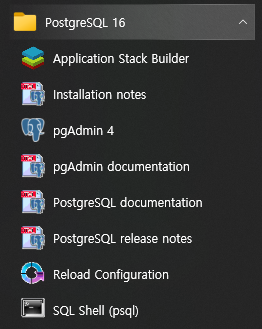 PostgreSQL 16
Application Stack Builder
Installation notes
pgAdmin 4
pgAdmin documentation
PostgreSQL documentation
PostgreSQL release notes
Reload Configuration
SQL Shell (psql)